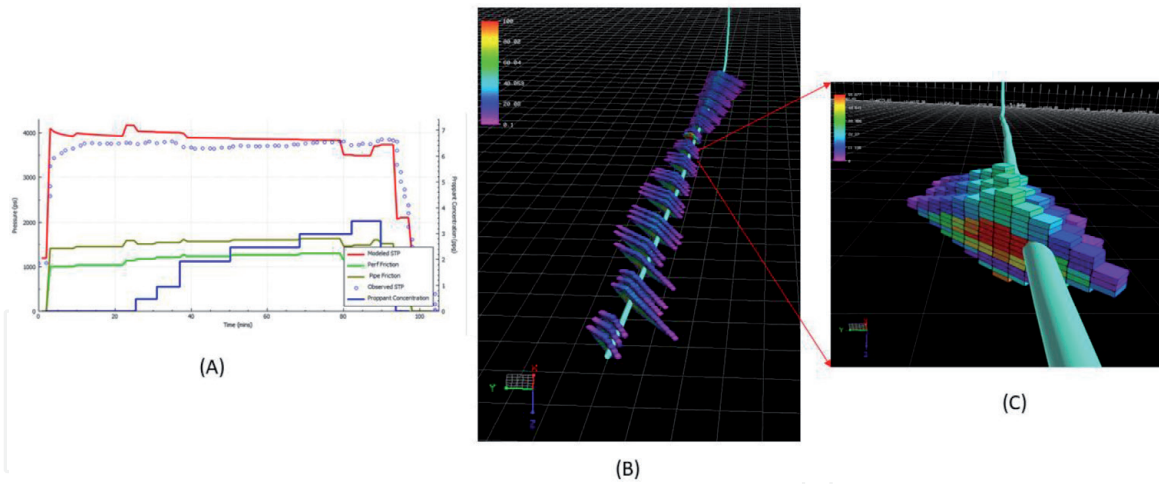 4000
3000
2000
1000
0
Pressure (psi)
7
6
5
4
3
2
1
0
Proppant Concentration (ppg)
Modeled STP
Perf Friction
Pipe Friction
Observed STP
Proppant Concentration
0 20 40 60 80 100
Time (mins)
(A)
100
20.00
0.1
Y
(B)
Y
(C)